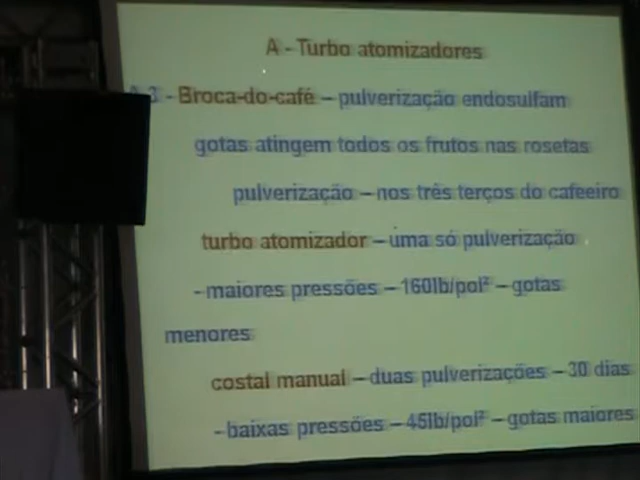 A - Turbo atomizadores
A 3 - Broca-do-café – pulverização endosulfam
gotas atingem todos os frutos nas rosetas
pulverização – nos três terços do cafeeiro
turbo atomizador – uma só pulverização
- maiores pressões – 160lb/pol² – gotas
menores
costal manual – duas pulverizações – 30 dias
- baixas pressões – 45lb/pol² – gotas maiores